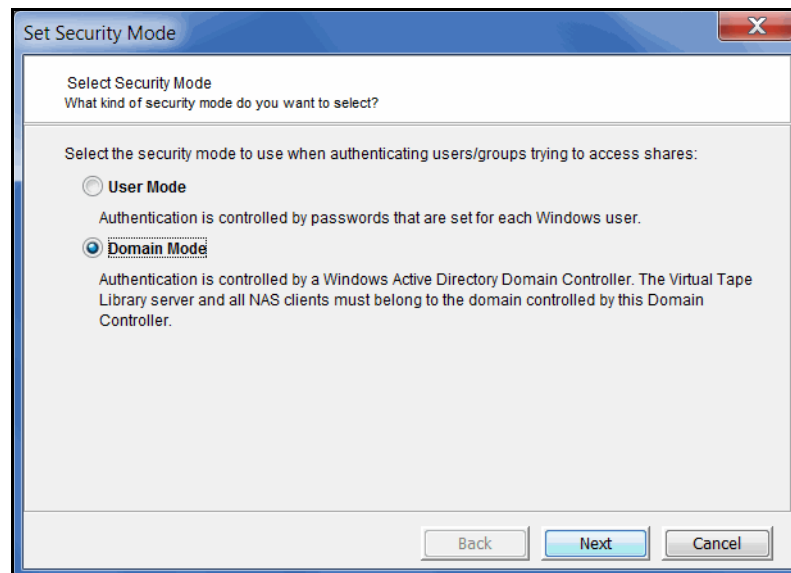 Set Security Mode
X
Select Security Mode
What kind of security mode do you want to select?
Select the security mode to use when authenticating users/groups trying to access shares:
User Mode
Authentication is controlled by passwords that are set for each Windows user.
Domain Mode
Authentication is controlled by a Windows Active Directory Domain Controller. The Virtual Tape
Library server and all NAS clients must belong to the domain controlled by this Domain
Controller.
Back
Next
Cancel